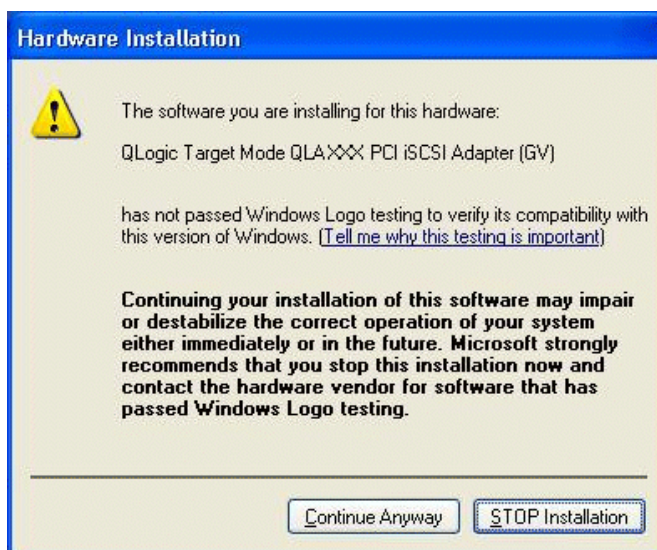 Hardware Installation
The software you are installing for this hardware:
QLogic Target Mode QLAXXX PCI iSCSI Adapter (GV)
has not passed Windows Logo testing to verify its compatibility with
this version of Windows. (Tell me why this testing is important)
Continuing your installation of this software may impair
or destabilize the correct operation of your system
either immediately or in the future. Microsoft strongly
recommends that you stop this installation now and
contact the hardware vendor for software that has
passed Windows Logo testing.
Continue Anyway
STOP Installation